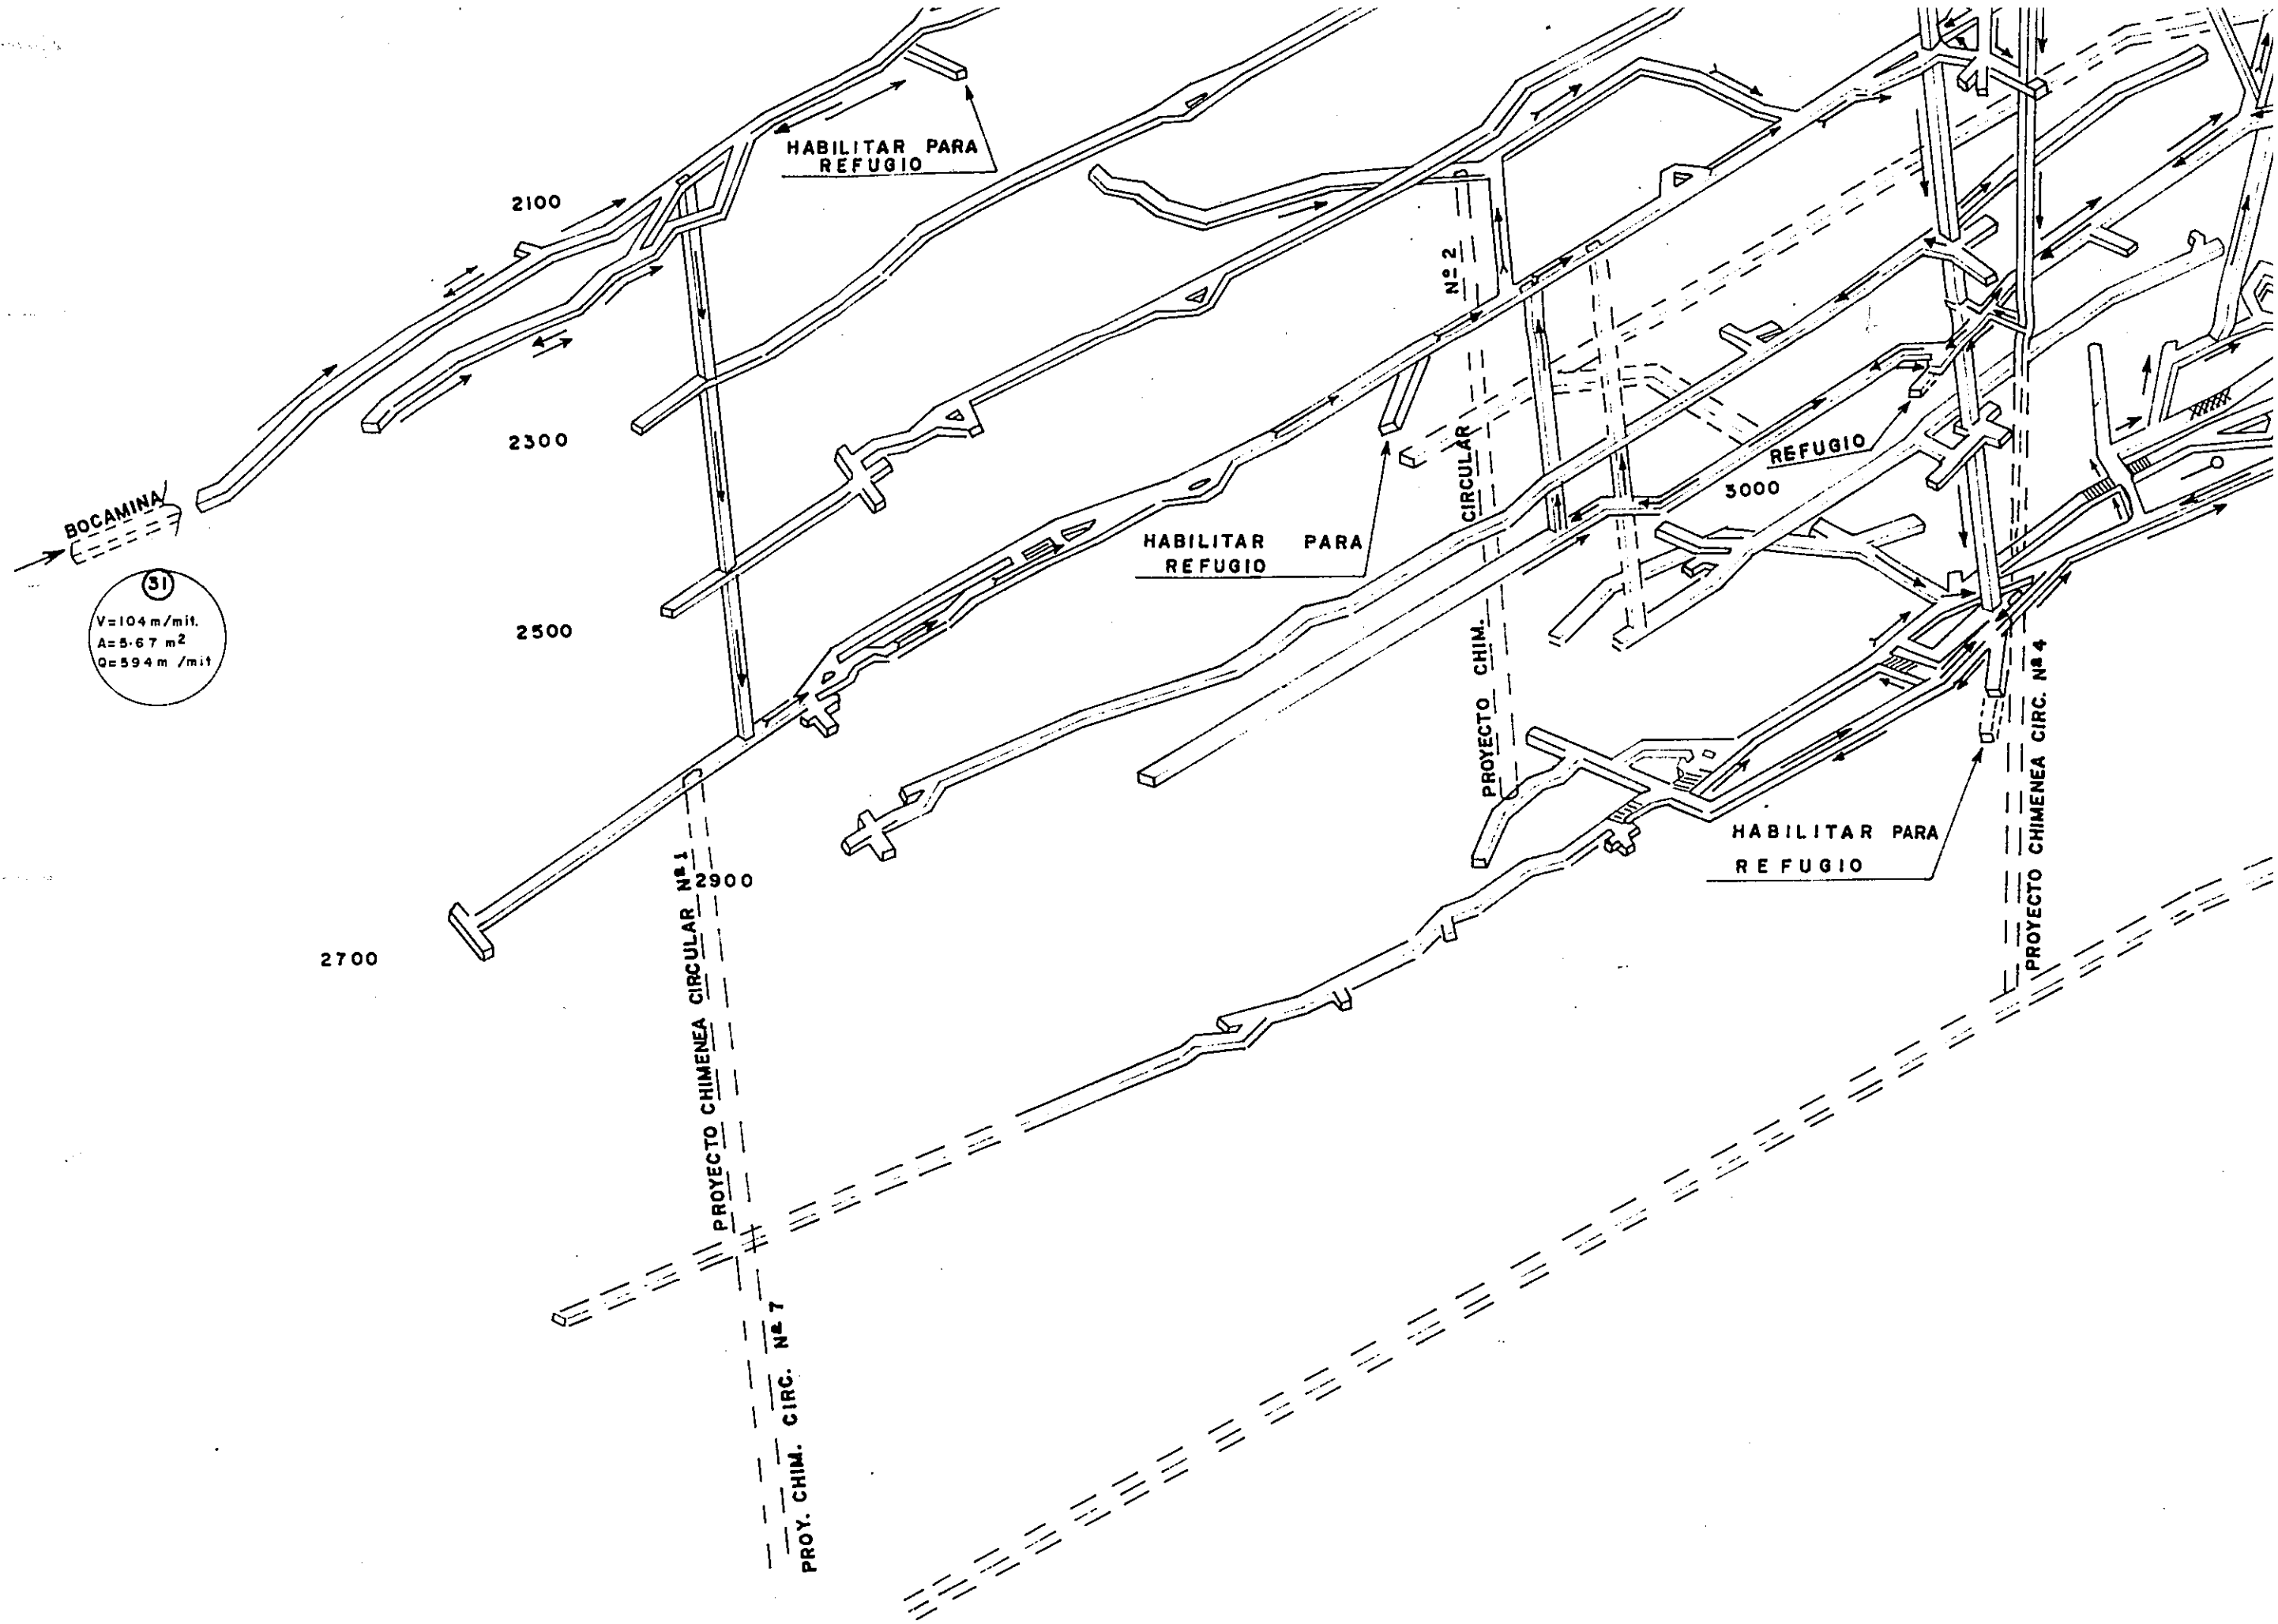 HABILITAR PARA
REFUGIO
2100
2300
BOCAMINA
31
V=104 m/mit.
A=5.67 m²
Q=594 m /mit
2500
2700
2900
PROYECTO CHIMENEA CIRCULAR Nº 1
PROY. CHIM. CIRC. Nº 7
HABILITAR PARA
REFUGIO
PROYECTO CHIM. CIRCULAR Nº 2
REFUGIO
3000
HABILITAR PARA
REFUGIO
PROYECTO CHIMENEA CIRC. Nº 4